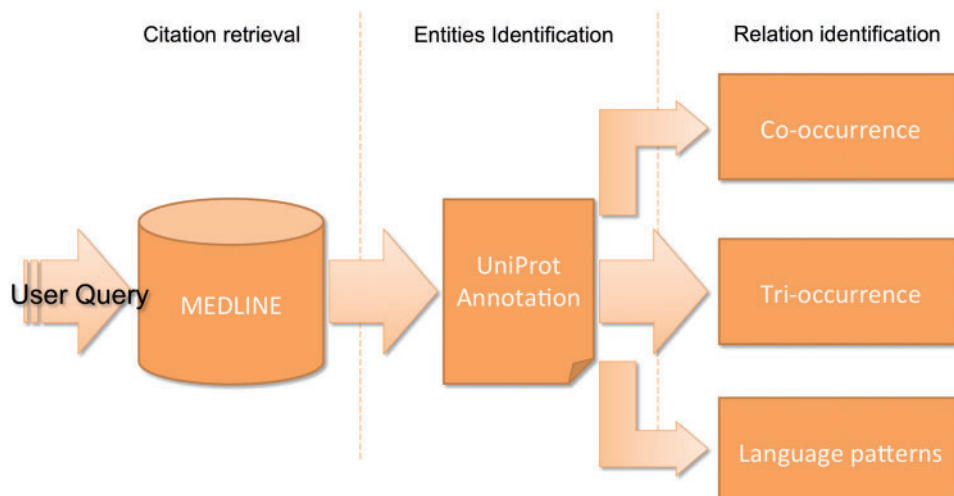 Citation retrieval
Entities Identification
Relation identification
User Query
MEDLINE
UniProt
Annotation
Co-occurrence
Tri-occurrence
Language patterns